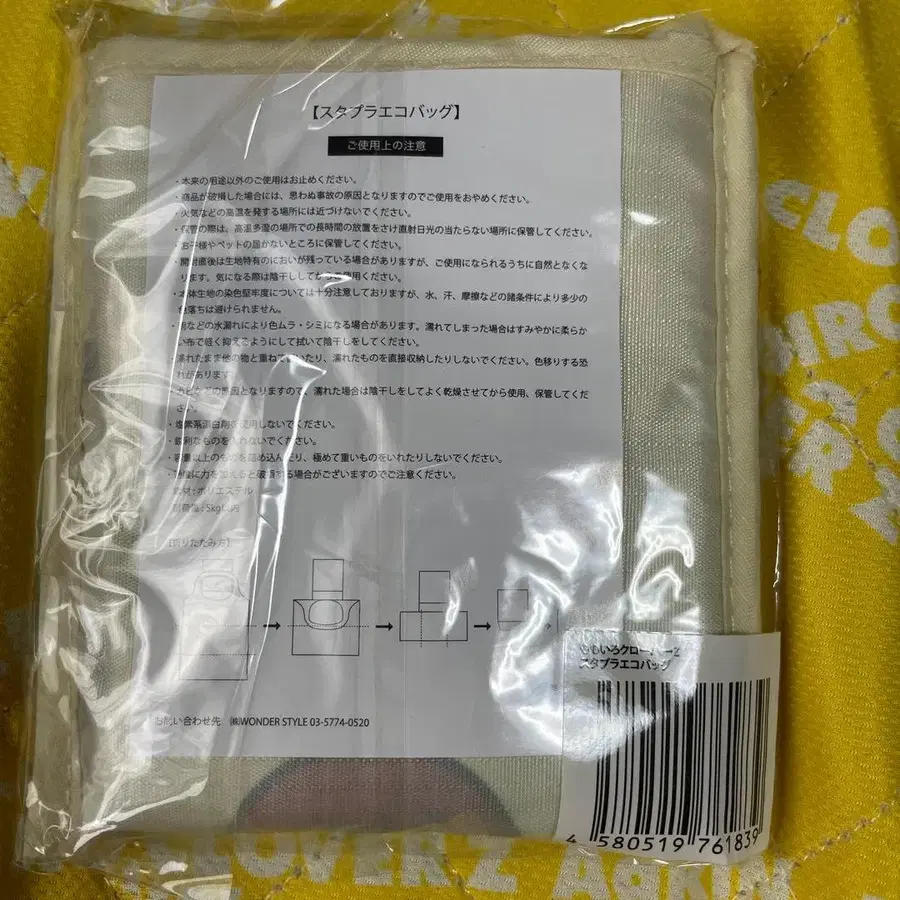 【スタプラエコバッグ】
ご使用上の注意
・本来の用途以外のご使用はお止めください。
・商品が破損した場合には、思わぬ事故の原因となりますのでご使用をおやめください。
・火気などの高温を発する場所には近づけないでください。
・保管の際は、高温多湿の場所での長時間の放置をさけ直射日光の当たらない場所に保管してください。
・お子様やペットの届かないところに保管してください。
・開封直後は生地特有のにおいが残っている場合がありますが、ご使用になられるうちに自然となくな
ります。気になる際は陰干ししてからご使用ください。
・本体生地の染色堅牢度については十分注意しておりますが、水、汗、摩擦などの諸条件により多少の
色落ちは避けられません。
・雨などの水漏れにより色ムラ・シミになる場合があります。濡れてしまった場合はすみやかに柔らか
い布で軽く抑えるようにして拭いて陰干しをしてください。
・濡れたまま他の物と重ねておいたり、濡れたものを直接収納したりしないでください。色移りする恐
れがあります。
・カビなどの原因となりますので、濡れた場合は陰干しをしてよく乾燥させてから使用、保管してくだ
さい。
・塩素系漂白剤を使用しないでください。
・鋭利なものを入れないでください。
・容量以上のものを詰め込んだり、極めて重いものをいれたりしないでください。
・過度に力を加えると破損する場合がございますのでご注意ください。
素材：ポリエステル
耐荷重：5kg以内
【折りたたみ方】
お問い合わせ先：㈱WONDER STYLE 03-5774-0520
ももいろクローバーZ
スタプラエコバッグ
4 580519 761839
CLO
CLOVER Z